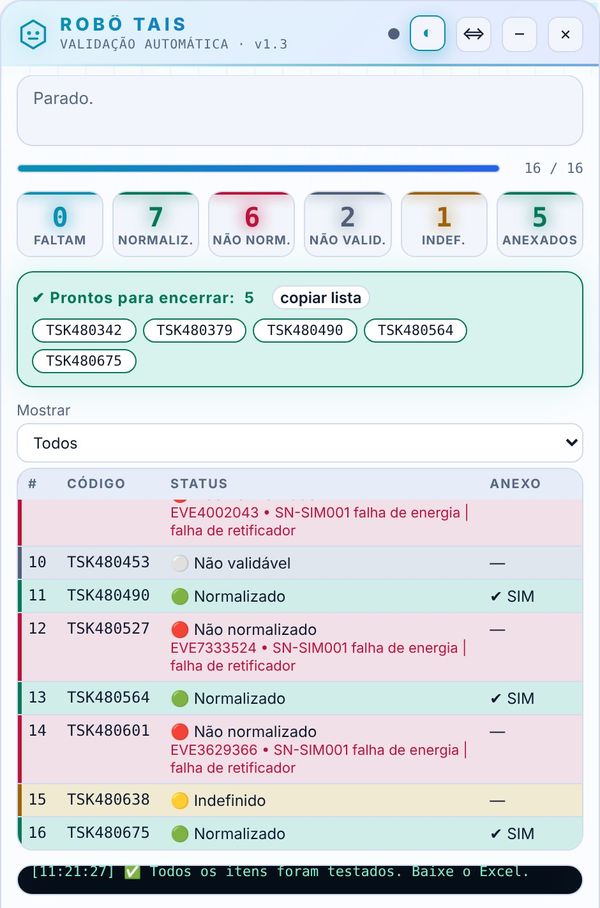 ROBÔ TAIS
VALIDAÇÃO AUTOMÁTICA · v1.3
Parado.
16 / 16
0 FALTAM
7 NORMALIZ.
6 NÃO NORM.
2 NÃO VALID.
1 INDEF.
5 ANEXADOS
✔ Prontos para encerrar: 5 copiar lista
TSK480342 TSK480379 TSK480490 TSK480564
TSK480675
Mostrar
Todos
# CÓDIGO STATUS ANEXO
EVE4002043 • SN-SIM001 falha de energia |
falha de retificador
10 TSK480453 Não validável —
11 TSK480490 Normalizado ✔ SIM
12 TSK480527 Não normalizado —
EVE7333524 • SN-SIM001 falha de energia |
falha de retificador
13 TSK480564 Normalizado ✔ SIM
14 TSK480601 Não normalizado —
EVE3629366 • SN-SIM001 falha de energia |
falha de retificador
15 TSK480638 Indefinido —
16 TSK480675 Normalizado ✔ SIM
[11:21:27] ✅ Todos os itens foram testados. Baixe o Excel.